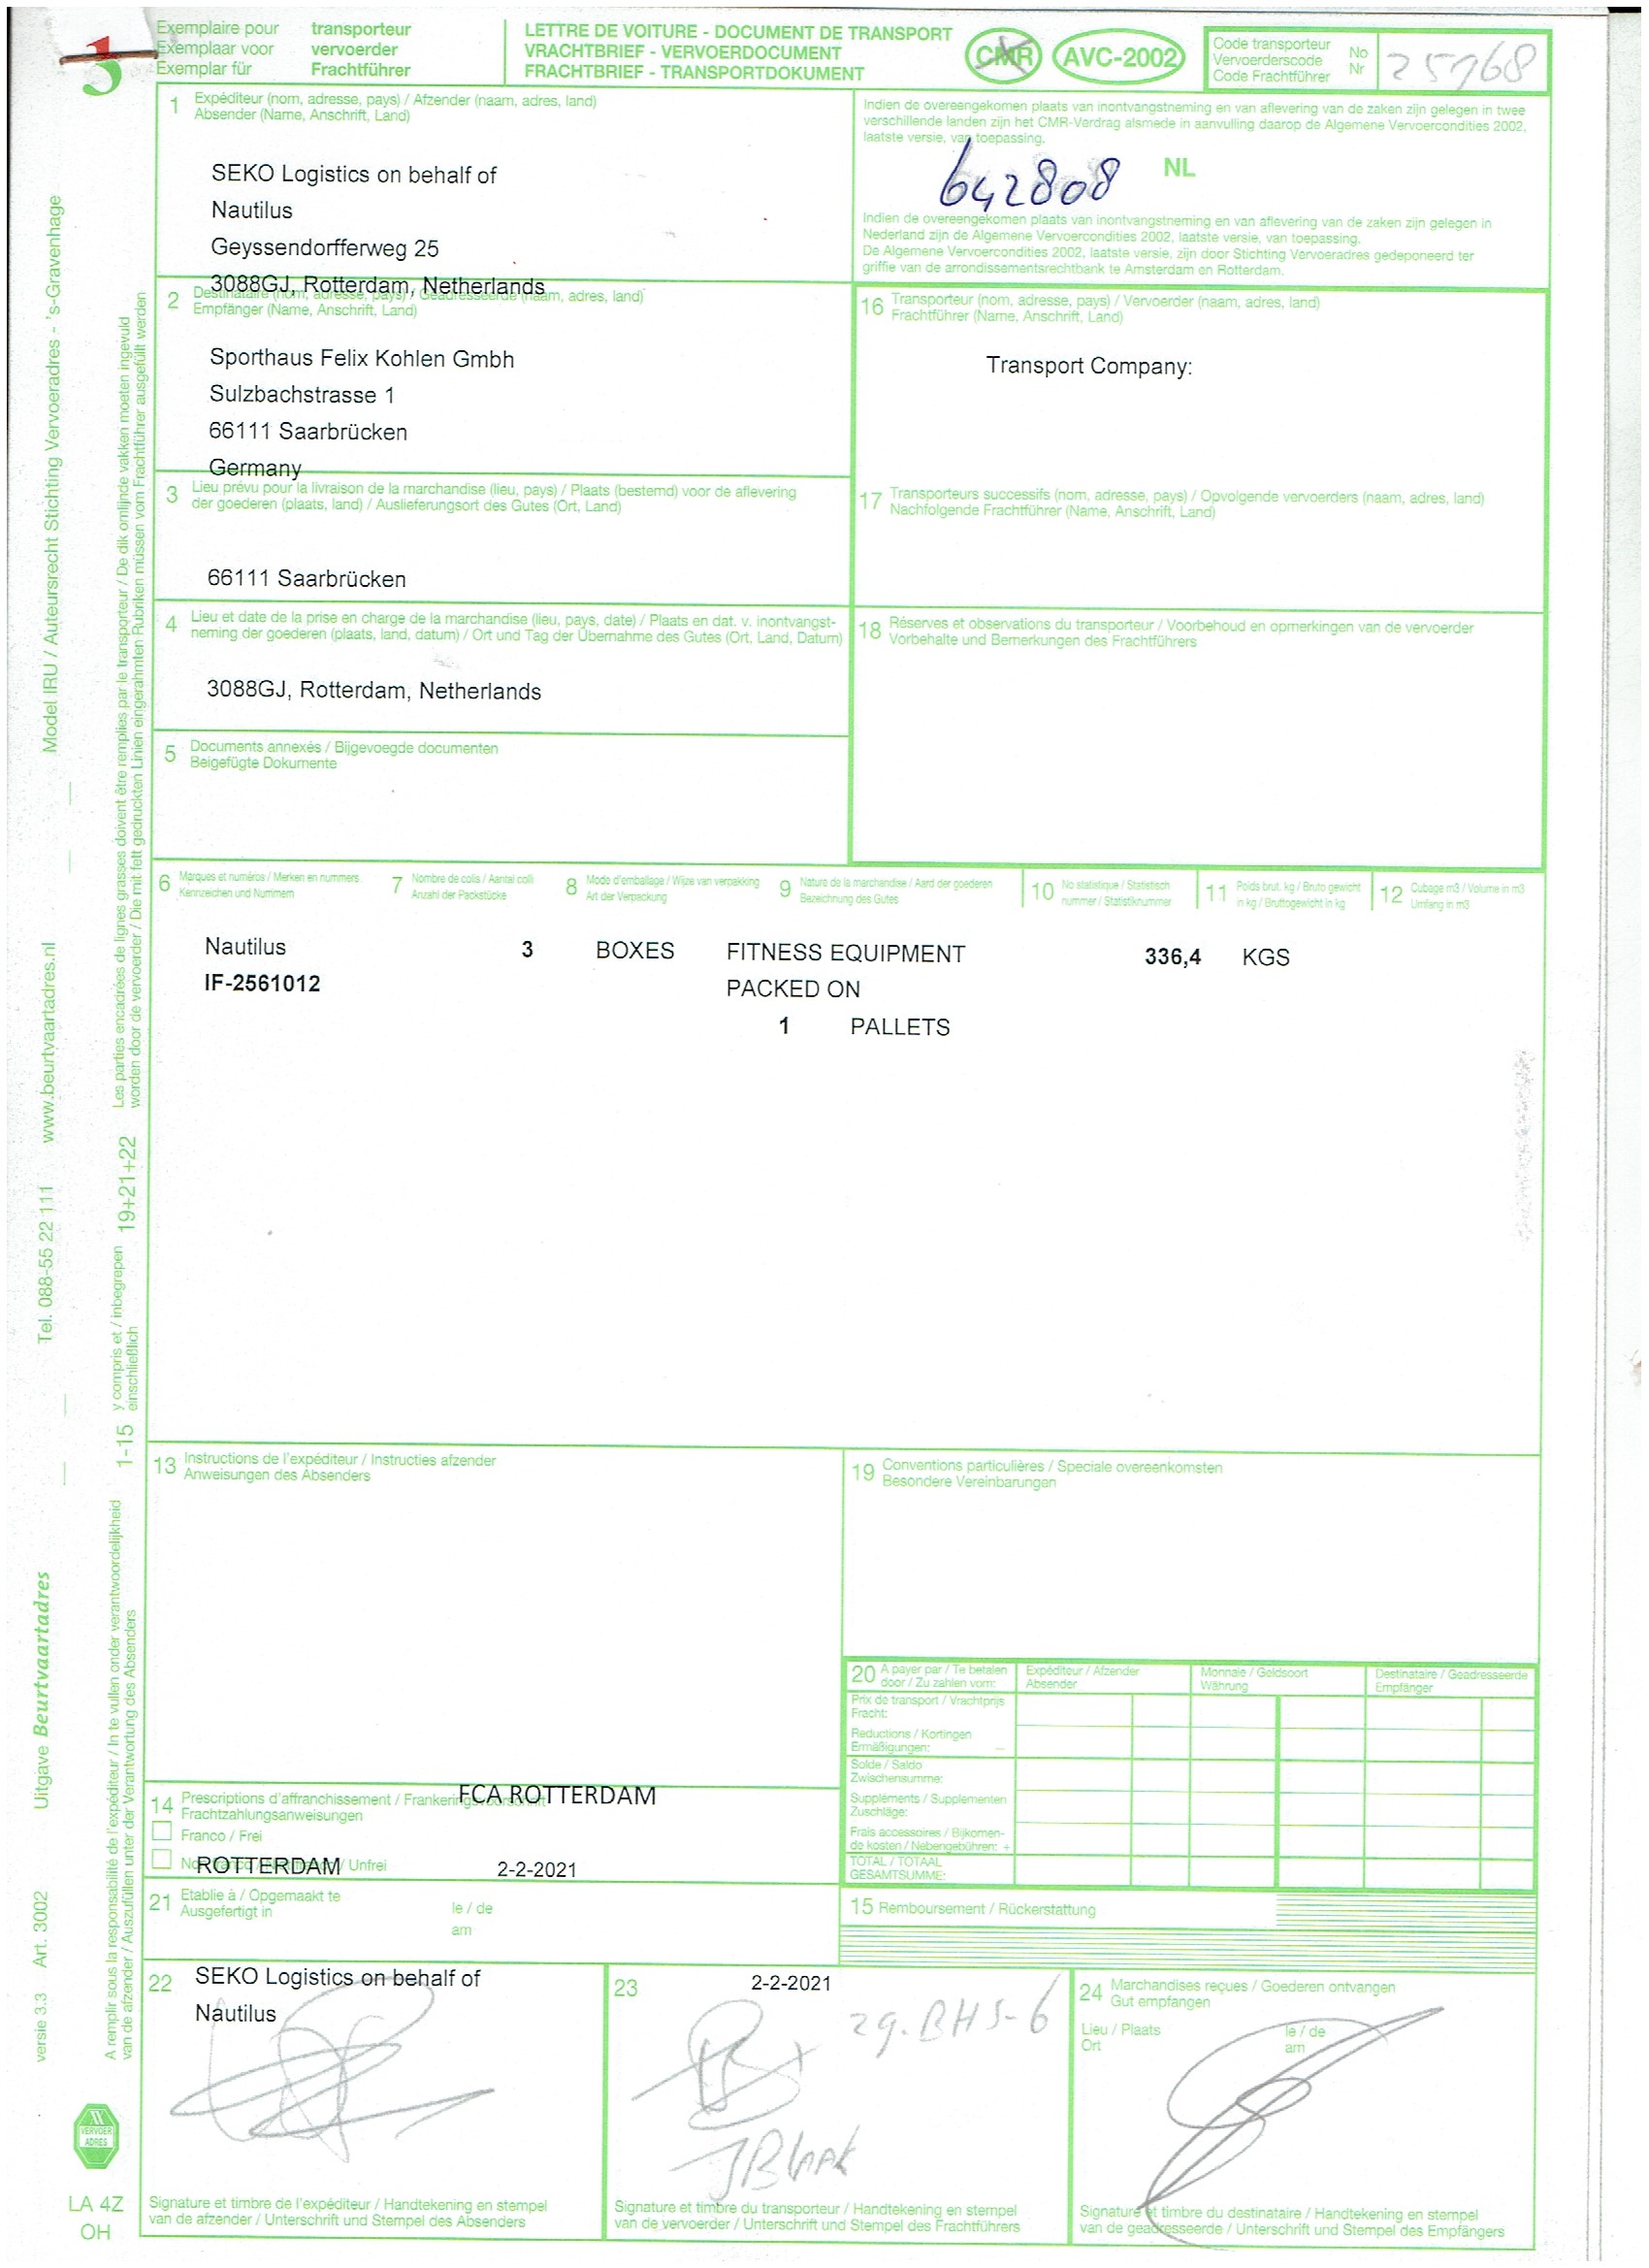 3
Exemplaire pour transporteur
Exemplaar voor vervoerder
Exemplar für Frachtführer
LETTRE DE VOITURE - DOCUMENT DE TRANSPORT
VRACHTBRIEF - VERVOERDOCUMENT
FRACHTBRIEF - TRANSPORTDOKUMENT
CMR AVC-2002
Code transporteur
Vervoerderscode
Code Frachtführer
No
Nr
1 Expéditeur (nom, adresse, pays) / Afzender (naam, adres, land)
Absender (Name, Anschrift, Land)
SEKO Logistics on behalf of
Nautilus
Geyssendorfferweg 25
3088GJ, Rotterdam, Netherlands
Indien de overeengekomen plaats van inontvangstneming en van aflevering van de zaken zijn gelegen in twee
verschillende landen zijn het CMR-Verdrag alsmede in aanvulling daarop de Algemene Vervoercondities 2002,
laatste versie, van toepassing.
642808 NL
Indien de overeengekomen plaats van inontvangstneming en van aflevering van de zaken zijn gelegen in
Nederland zijn de Algemene Vervoercondities 2002, laatste versie, van toepassing.
De Algemene Vervoercondities 2002, laatste versie, zijn door Stichting Vervoeradres gedeponeerd ter
griffie van de arrondissementsrechtbank te Amsterdam en Rotterdam.
2 Destinataire (nom, adresse, pays) / Geadresseerde (naam, adres, land)
Empfänger (Name, Anschrift, Land)
Sporthaus Felix Kohlen Gmbh
Sulzbachstrasse 1
66111 Saarbrücken
Germany
16 Transporteur (nom, adresse, pays) / Vervoerder (naam, adres, land)
Frachtführer (Name, Anschrift, Land)
Transport Company:
3 Lieu prévu pour la livraison de la marchandise (lieu, pays) / Plaats (bestemd) voor de aflevering
der goederen (plaats, land) / Auslieferungsort des Gutes (Ort, Land)
66111 Saarbrücken
17 Transporteurs successifs (nom, adresse, pays) / Opvolgende vervoerders (naam, adres, land)
Nachfolgende Frachtführer (Name, Anschrift, Land)
4 Lieu et date de la prise en charge de la marchandise (lieu, pays, date) / Plaats en dat. v. inontvangst-
neming der goederen (plaats, land, datum) / Ort und Tag der Übernahme des Gutes (Ort, Land, Datum)
3088GJ, Rotterdam, Netherlands
18 Réserves et observations du transporteur / Voorbehoud en opmerkingen van de vervoerder
Vorbehalte und Bemerkungen des Frachtführers
5 Documents annexés / Bijgevoegde documenten
Beigefügte Dokumente
6 Marques et numéros / Merken en nummers
Kennzeichen und Nummern
7 Nombre de colis / Aantal colli
Anzahl der Packstücke
8 Mode d'emballage / Wijze van verpakking
Art der Verpackung
9 Nature de la marchandise / Aard der goederen
Bezeichnung des Gutes
10 No statistique / Statistisch
nummer / Statistiknummer
11 Poids brut. kg / Bruto gewicht
in kg / Bruttogewicht in kg
12 Cubage m3 / Volume in m3
Umfang in m3
Nautilus 3 BOXES FITNESS EQUIPMENT 336,4 KGS
IF-2561012 PACKED ON
1 PALLETS
13 Instructions de l'expéditeur / Instructies afzender
Anweisungen des Absenders
19 Conventions particulières / Speciale overeenkomsten
Besondere Vereinbarungen
20 A payer par / Te betalen
door / Zu zahlen vom:
Expéditeur / Afzender
Absender
Monnaie / Geldsoort
Währung
Destinataire / Geadresseerde
Empfänger
Prix de transport / Vrachtprijs
Fracht:
Reductions / Kortingen
Ermäßigungen: —
Solde / Saldo
Zwischensumme:
Suppléments / Supplementen
Zuschläge:
Frais accessoires / Bijkomen-
de kosten / Nebengebühren: +
TOTAL / TOTAAL
GESAMTSUMME:
14 Prescriptions d'affranchissement / Frankeringsvoorschrift
FCA ROTTERDAM
Frachtzahlungsanweisungen
Franco / Frei
/ Unfrei
ROTTERDAM 2-2-2021
21 Etablie à / Opgemaakt te
Ausgefertigt in
le / de
am
15 Remboursement / Rückerstattung
22 SEKO Logistics on behalf of
Nautilus
Signature et timbre de l'expéditeur / Handtekening en stempel
van de afzender / Unterschrift und Stempel des Absenders
23 2-2-2021
29.BHS-6
Signature et timbre du transporteur / Handtekening en stempel
van de vervoerder / Unterschrift und Stempel des Frachtführers
24 Marchandises reçues / Goederen ontvangen
Gut empfangen
Lieu / Plaats
Ort
le / de
am
Signature et timbre du destinataire / Handtekening en stempel
van de geadresseerde / Unterschrift und Stempel des Empfängers
Model IRU / Auteursrecht Stichting Vervoeradres - 's-Gravenhage
www.beurtvaartadres.nl
Tel. 088-55 22 111
Uitgave Beurtvaartadres
Art. 3002
versie 3.3
Les parties encadrées de lignes grasses doivent être remplies par le transporteur / De dik omlijnde vakken moeten ingevuld
worden door de vervoerder / Die mit fett gedruckten Linien eingerahmten Rubriken müssen vom Frachtführer ausgefüllt werden
19+21+22
y compris et / inbegrepen
einschließlich
1-15
A remplir sous la responsabilité de l'expéditeur / In te vullen onder verantwoordelijkheid
van de afzender / Auszufüllen unter der Verantwortung des Absenders
VERVOER
ADRES
LA 4Z
OH